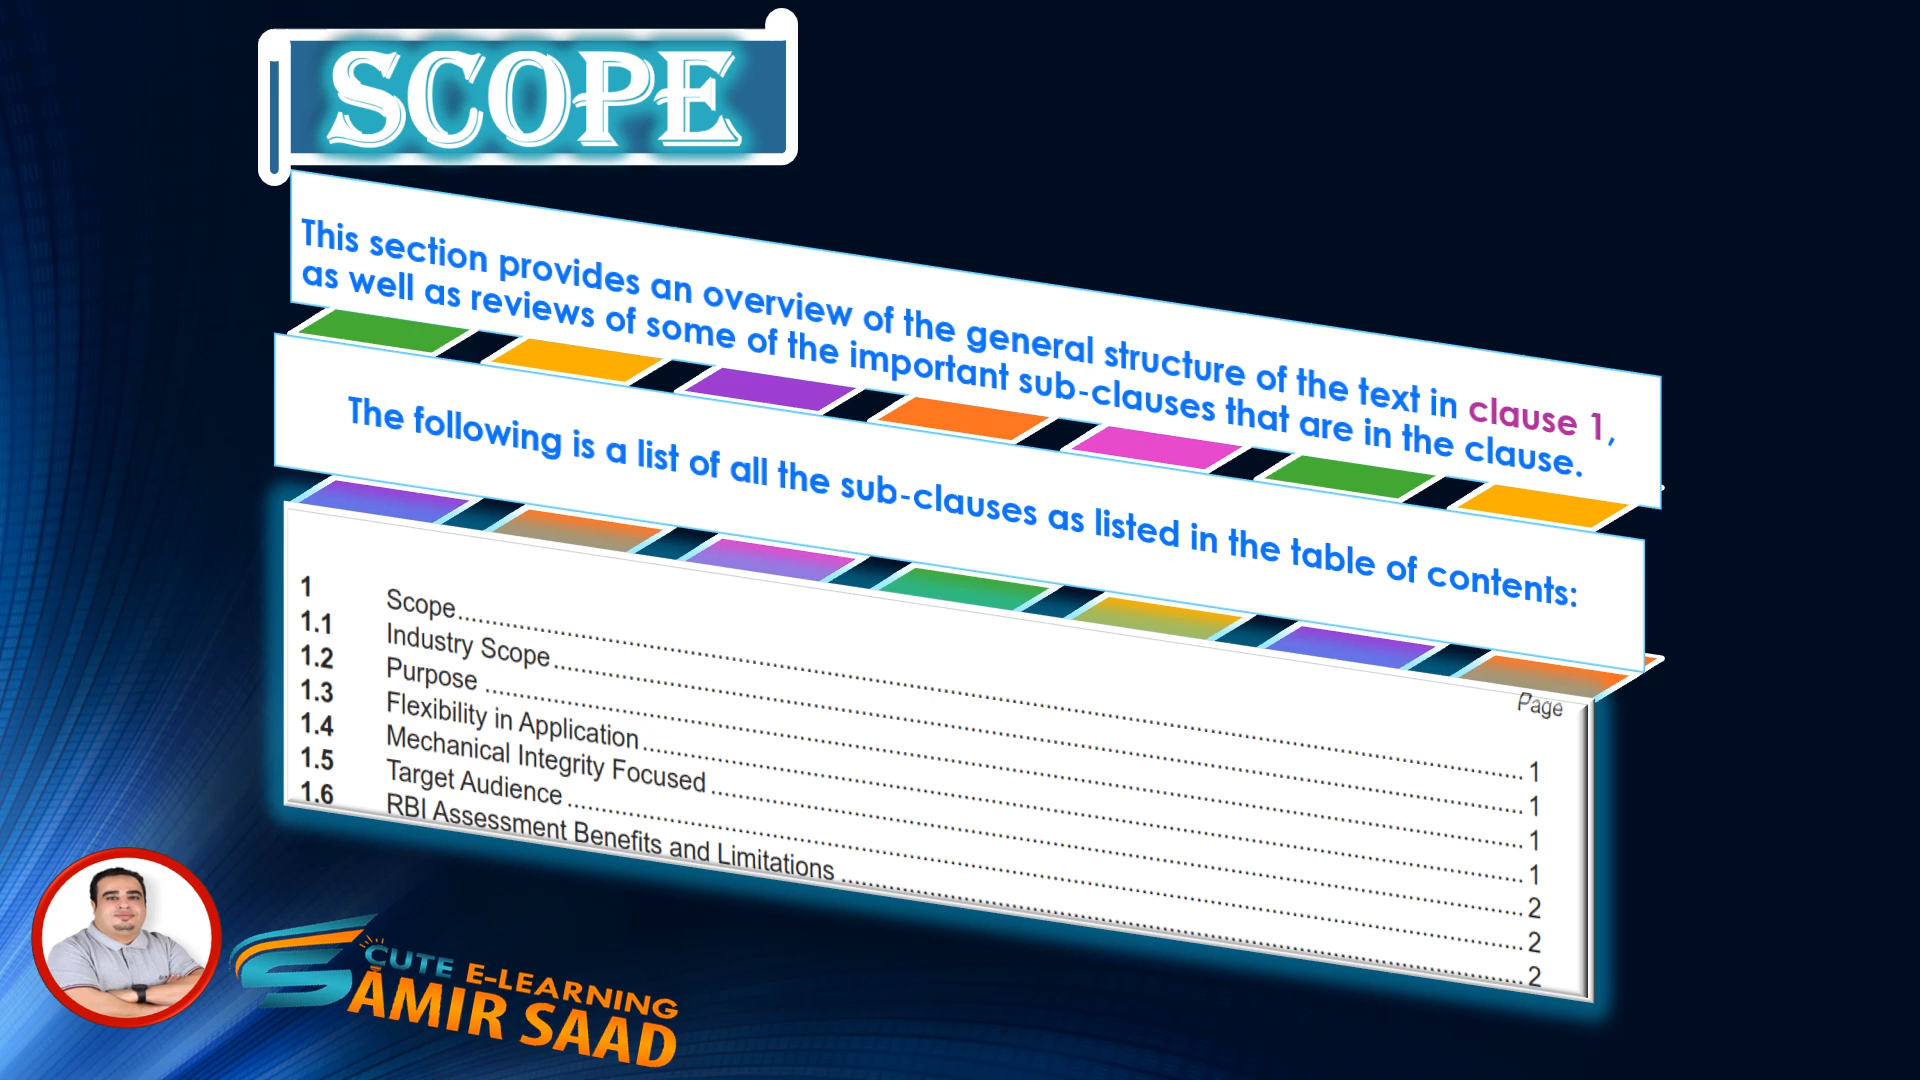 SCOPE
This section provides an overview of the general structure of the text in clause 1,
as well as reviews of some of the important sub-clauses that are in the clause.
The following is a list of all the sub-clauses as listed in the table of contents:
Page
1 Scope........................................................................ 1
1.1 Industry Scope........................................................................ 1
1.2 Purpose ........................................................................ 1
1.3 Flexibility in Application........................................................................ 1
1.4 Mechanical Integrity Focused ........................................................................ 2
1.5 Target Audience ........................................................................ 2
1.6 RBI Assessment Benefits and Limitations ........................................................................ 2
CUTE E-LEARNING
SAMIR SAAD